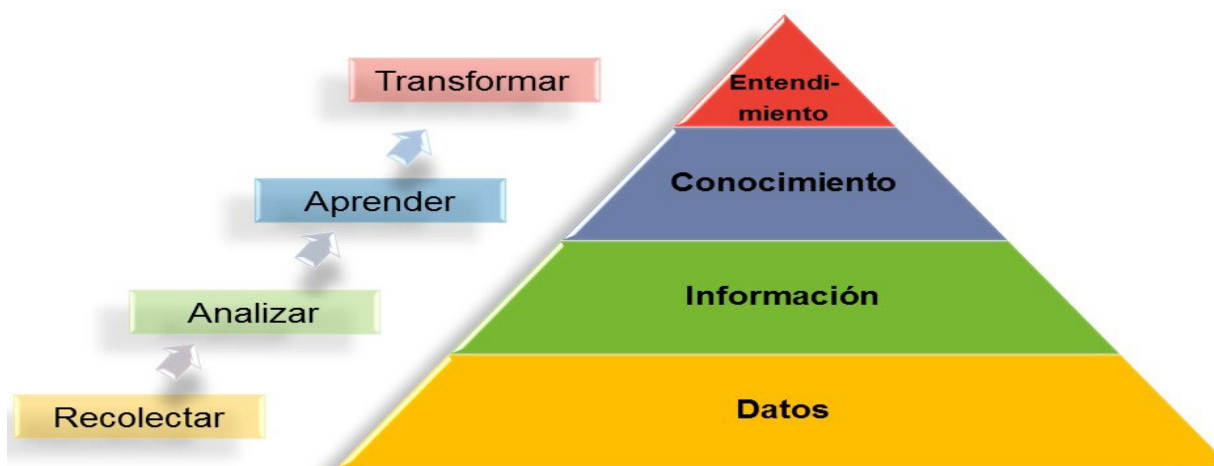 Transformar
Aprender
Analizar
Recolectar
Entendi-
miento
Conocimiento
Información
Datos